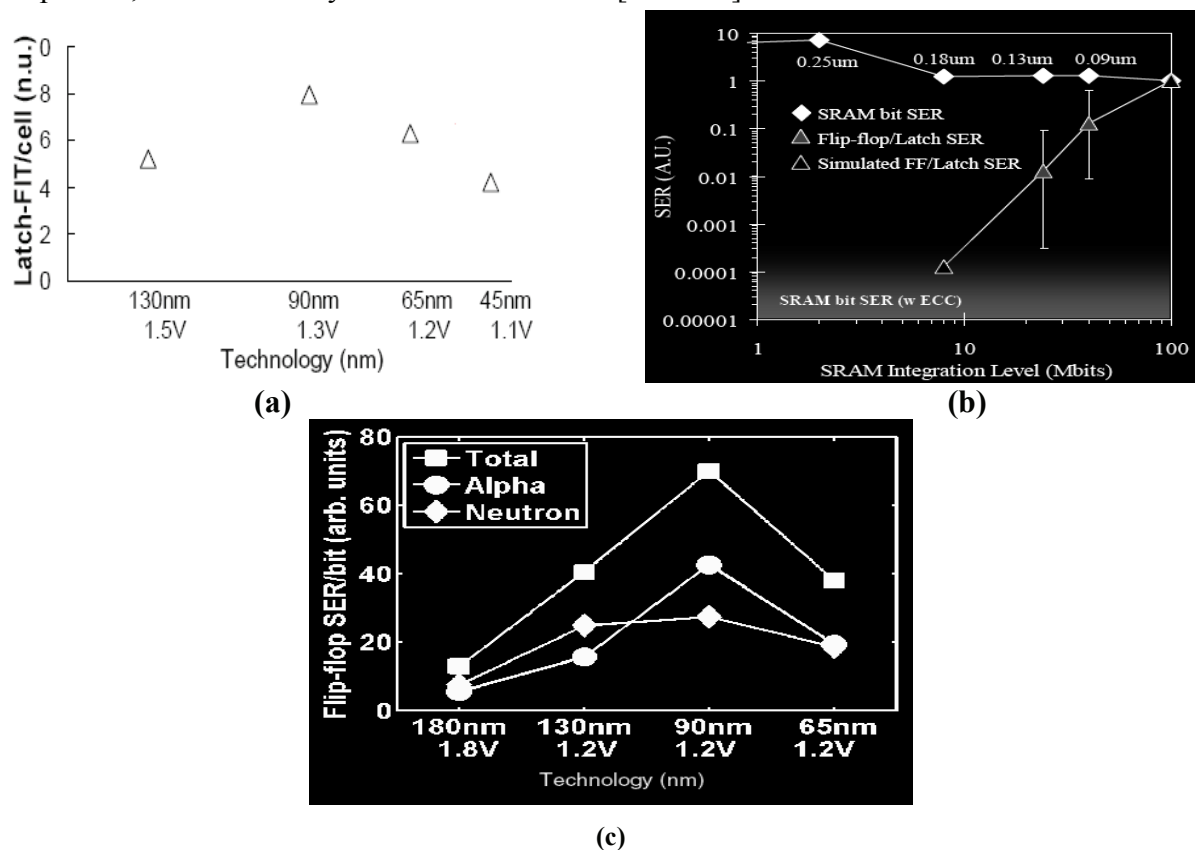 Latch-FIT/cell (n.u.)
0
8
6
4
2
0
130nm 90nm 65nm 45nm
1.5V 1.3V 1.2V 1.1V
Technology (nm)
(a)
SER (A.U.)
10
1
0.1
0.01
0.001
0.0001
0.00001
0.25um 0.18um 0.13um 0.09um
SRAM bit SER
Flip-flop/Latch SER
Simulated FF/Latch SER
SRAM bit SER (w ECC)
1 10 100
SRAM Integration Level (Mbits)
(b)
Flip-flop SER/bit (arb. units)
80
60
40
20
0
Total
Alpha
Neutron
180nm 130nm 90nm 65nm
1.8V 1.2V 1.2V 1.2V
Technology (nm)
(c)